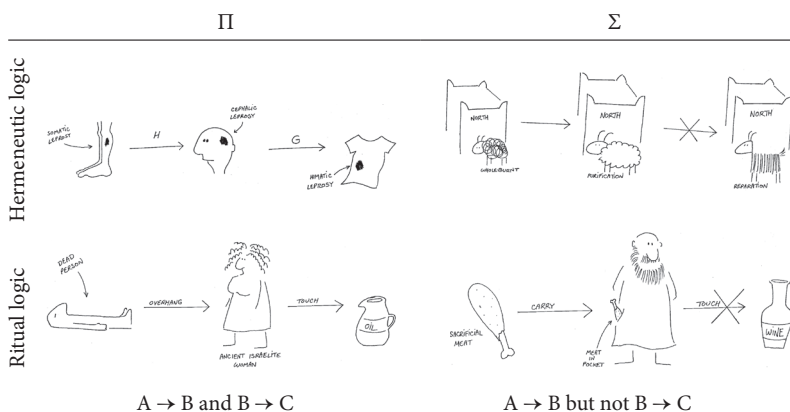 Π Σ
Hermeneutic logic
SOMATIC
LEPROSY
H
CEPHALIC
LEPROSY
G
HIMATIC
LEPROSY
NORTH
WHOLEBURNT
NORTH
PURIFICATION
NORTH
REPARATION
Ritual logic
DEAD
PERSON
OVERHANG
ANCIENT ISRAELITE
WOMAN
TOUCH
OIL
SACRIFICIAL
MEAT
CARRY
MEAT
IN
POCKET
TOUCH
WINE
A → B and B → C A → B but not B → C